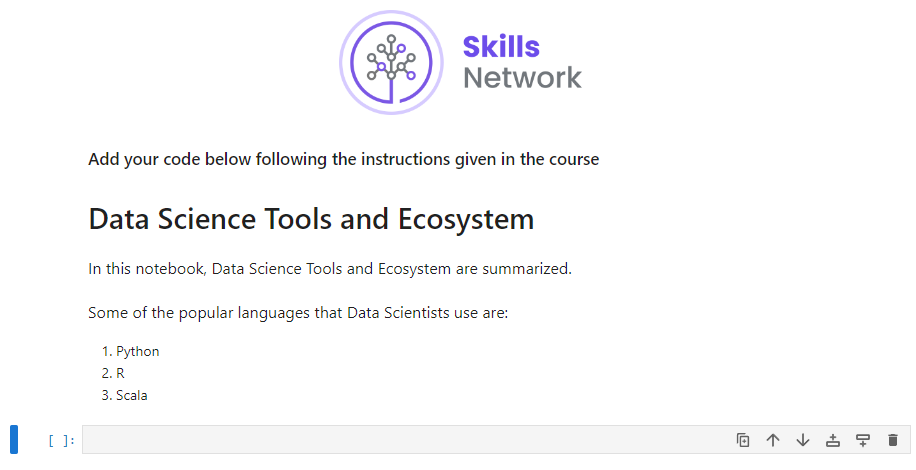 Skills
Network
Add your code below following the instructions given in the course
Data Science Tools and Ecosystem
In this notebook, Data Science Tools and Ecosystem are summarized.
Some of the popular languages that Data Scientists use are:
1. Python
2. R
3. Scala
[ ]: